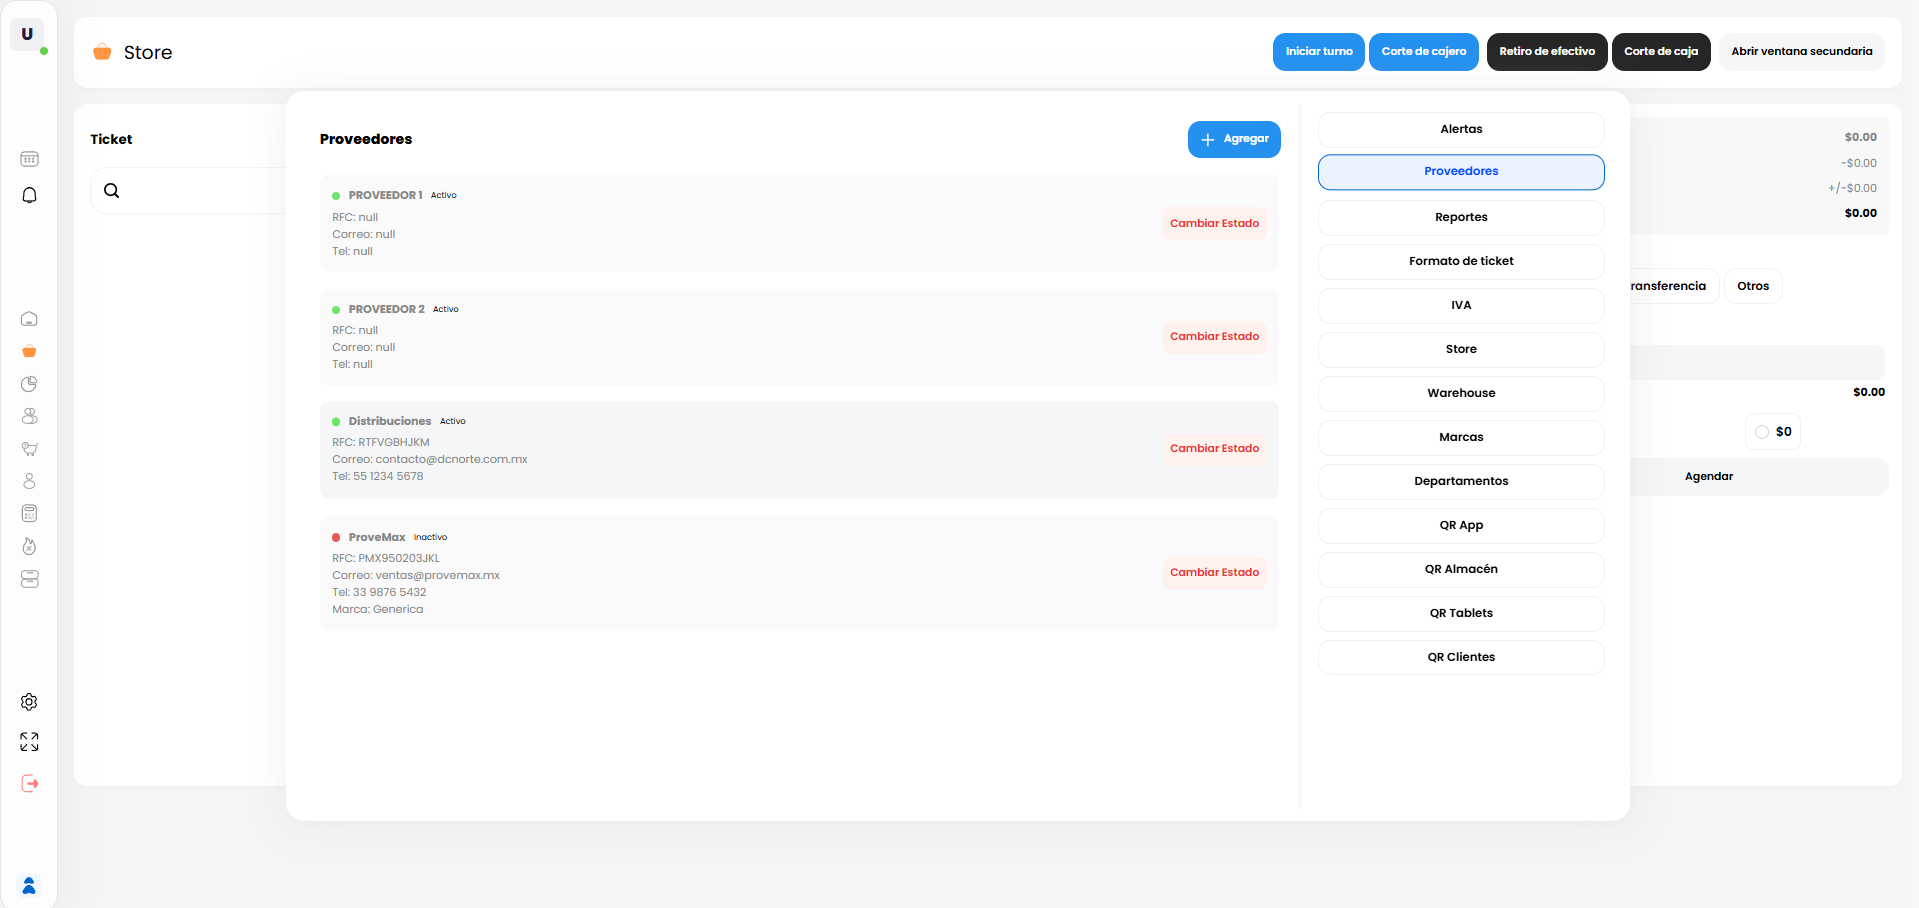 U
Store
Iniciar turno
Corte de cajero
Retiro de efectivo
Corte de caja
Abrir ventana secundaria
Ticket
Proveedores
Agregar
PROVEEDOR 1 Activo
RFC: null
Correo: null
Tel: null
Cambiar Estado
PROVEEDOR 2 Activo
RFC: null
Correo: null
Tel: null
Cambiar Estado
Distribuciones Activo
RFC: RTFVGBHJKM
Correo: contacto@dcnorte.com.mx
Tel: 55 1234 5678
Cambiar Estado
ProveMax Inactivo
RFC: PMX950203JKL
Correo: ventas@provemax.mx
Tel: 33 9876 5432
Marca: Generica
Cambiar Estado
Alertas
Proveedores
Reportes
Formato de ticket
IVA
Store
Warehouse
Marcas
Departamentos
QR App
QR Almacén
QR Tablets
QR Clientes
$0.00
-$0.00
+/-$0.00
$0.00
ransferencia
Otros
$0.00
$0
Agendar